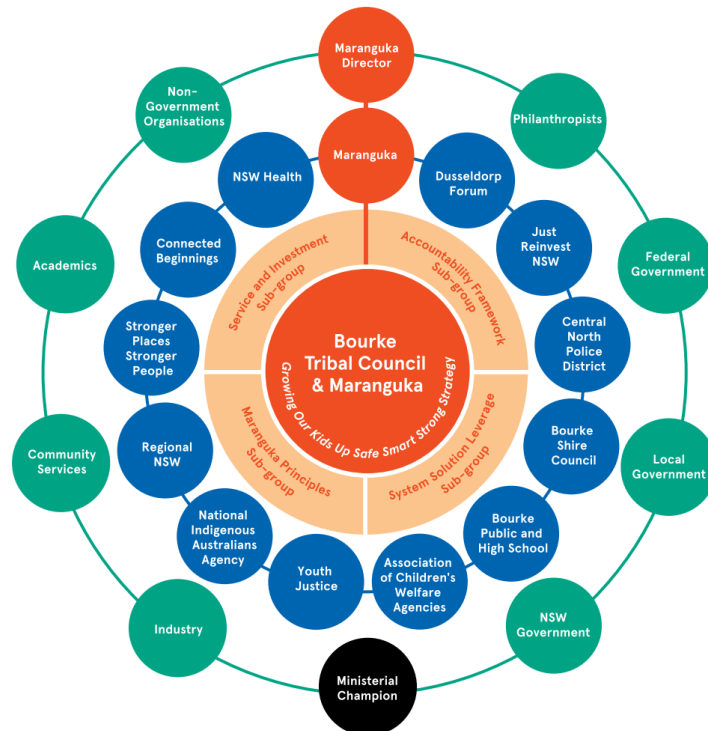 Maranguka
Director
Non-
Government
Organisations
Philanthropists
Maranguka
NSW Health
Dusseldorp
Forum
Connected
Beginnings
Just
Reinvest
NSW
Academics
Federal
Government
Service and Investment
Sub-group
Accountability Framework
Sub-group
Stronger
Places
Stronger
People
Central
North
Police
District
Bourke
Tribal Council
& Maranguka
Growing Our Kids Up Safe Smart Strong Strategy
Maranguka Principles
Sub-group
System Solution Leverage
Sub-group
Community
Services
Regional
NSW
Bourke
Shire
Council
Local
Government
National
Indigenous
Australians
Agency
Bourke
Public and
High School
Youth
Justice
Association
of Children's
Welfare
Agencies
Industry
NSW
Government
Ministerial
Champion